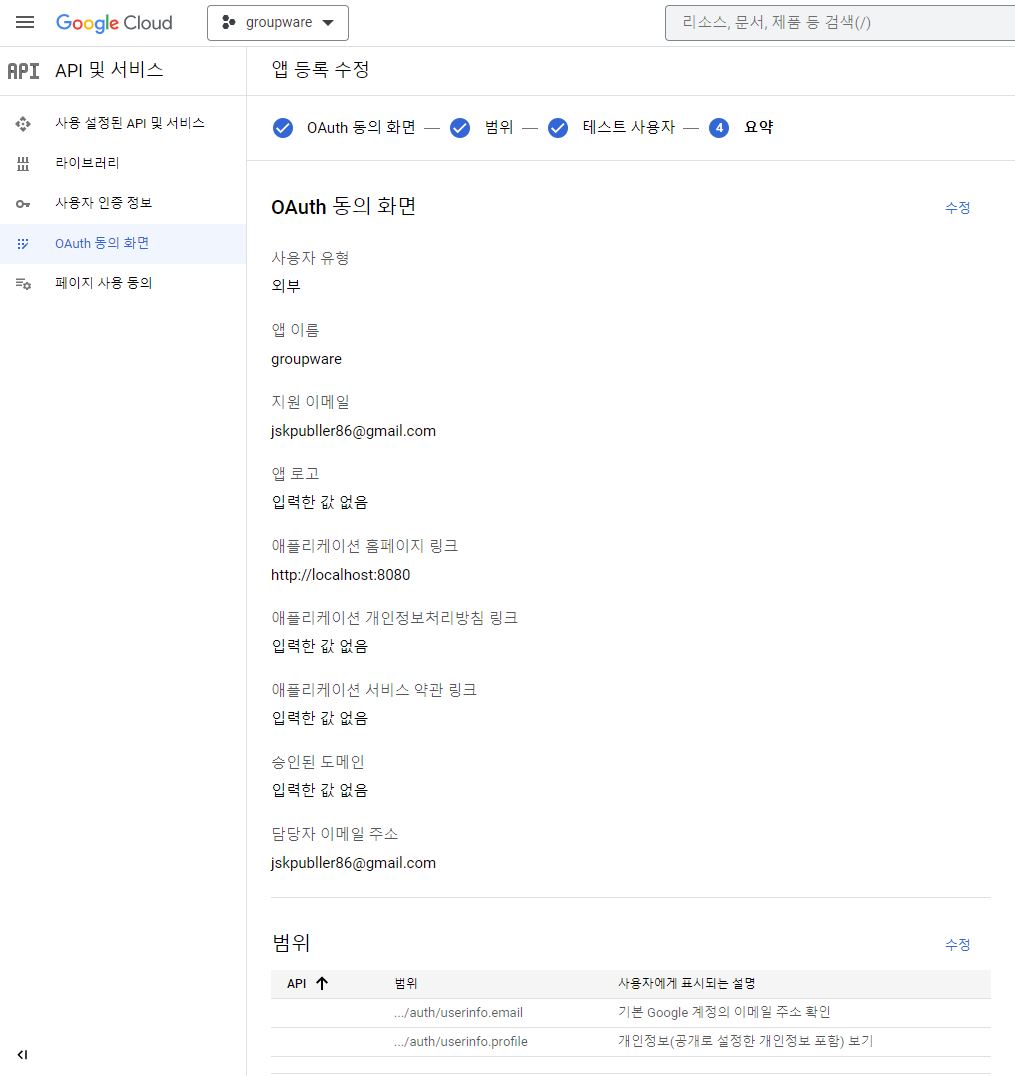 Google Cloud
groupware
리소스, 문서, 제품 등 검색(/)
API API 및 서비스
앱 등록 수정
사용 설정된 API 및 서비스
라이브러리
사용자 인증 정보
OAuth 동의 화면
페이지 사용 동의
OAuth 동의 화면 — 범위 — 테스트 사용자 — 4 요약
OAuth 동의 화면
수정
사용자 유형
외부
앱 이름
groupware
지원 이메일
jskpubller86@gmail.com
앱 로고
입력한 값 없음
애플리케이션 홈페이지 링크
http://localhost:8080
애플리케이션 개인정보처리방침 링크
입력한 값 없음
애플리케이션 서비스 약관 링크
입력한 값 없음
승인된 도메인
입력한 값 없음
담당자 이메일 주소
jskpubller86@gmail.com
범위
수정
API 범위 사용자에게 표시되는 설명
.../auth/userinfo.email 기본 Google 계정의 이메일 주소 확인
.../auth/userinfo.profile 개인정보(공개로 설정한 개인정보 포함) 보기